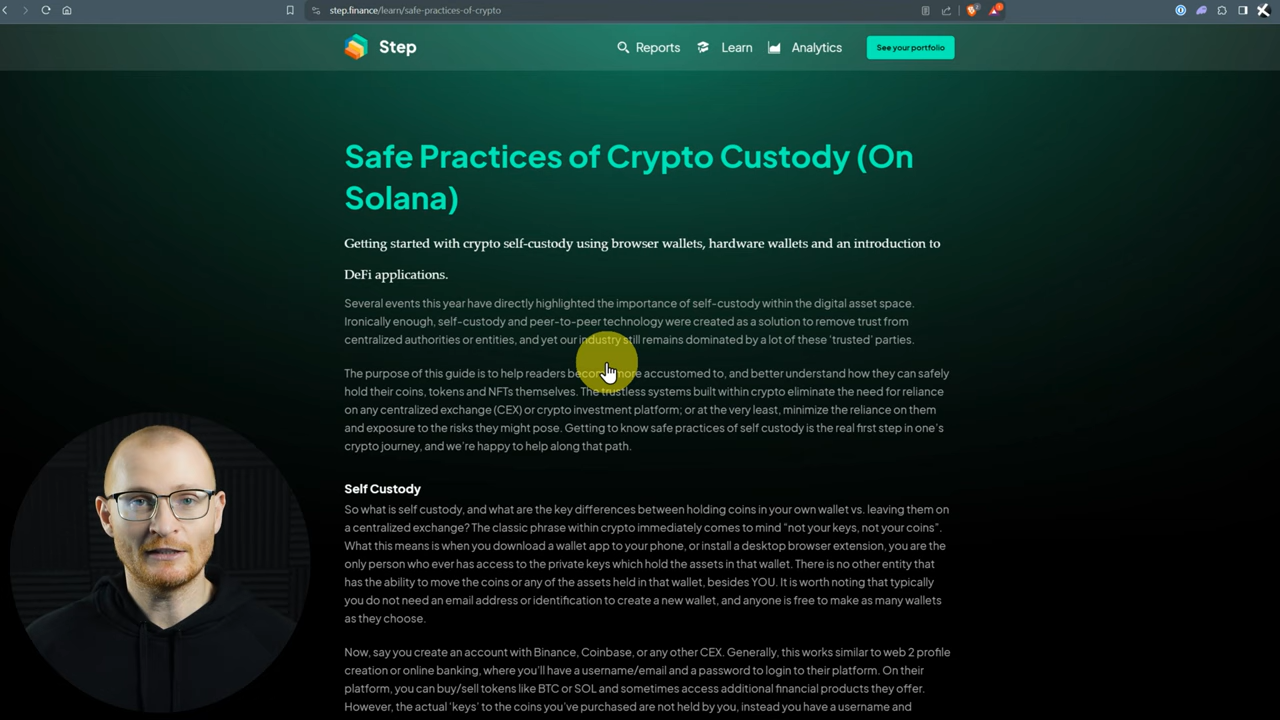 step.finance/learn/safe-practices-of-crypto
Step
Reports
Learn
Analytics
See your portfolio
Safe Practices of Crypto Custody (On
Solana)
Getting started with crypto self-custody using browser wallets, hardware wallets and an introduction to
DeFi applications.
Several events this year have directly highlighted the importance of self-custody within the digital asset space.
Ironically enough, self-custody and peer-to-peer technology were created as a solution to remove trust from
centralized authorities or entities, and yet our industry still remains dominated by a lot of these 'trusted' parties.
The purpose of this guide is to help readers become more accustomed to, and better understand how they can safely
hold their coins, tokens and NFTs themselves. The trustless systems built within crypto eliminate the need for reliance
on any centralized exchange (CEX) or crypto investment platform; or at the very least, minimize the reliance on them
and exposure to the risks they might pose. Getting to know safe practices of self custody is the real first step in one's
crypto journey, and we're happy to help along that path.
Self Custody
So what is self custody, and what are the key differences between holding coins in your own wallet vs. leaving them on
a centralized exchange? The classic phrase within crypto immediately comes to mind "not your keys, not your coins".
What this means is when you download a wallet app to your phone, or install a desktop browser extension, you are the
only person who ever has access to the private keys which hold the assets in that wallet. There is no other entity that
has the ability to move the coins or any of the assets held in that wallet, besides YOU. It is worth noting that typically
you do not need an email address or identification to create a new wallet, and anyone is free to make as many wallets
as they choose.
Now, say you create an account with Binance, Coinbase, or any other CEX. Generally, this works similar to web 2 profile
creation or online banking, where you'll have a username/email and a password to login to their platform. On their
platform, you can buy/sell tokens like BTC or SOL and sometimes access additional financial products they offer.
However, the actual 'keys' to the coins you've purchased are not held by you, instead you have a username and